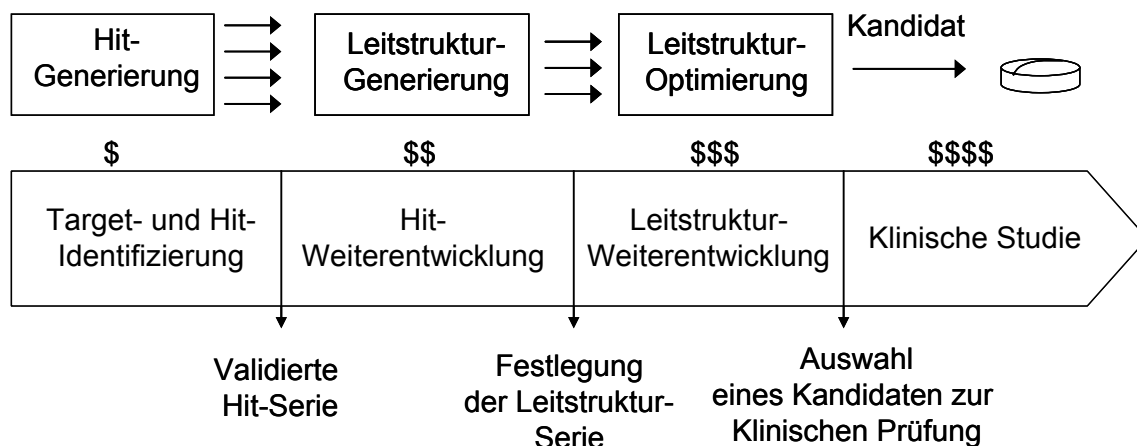 Hit-
Generierung
Leitstruktur-
Generierung
Leitstruktur-
Optimierung
Kandidat
$
$$
$$$
$$$$
Target- und Hit-
Identifizierung
Hit-
Weiterentwicklung
Leitstruktur-
Weiterentwicklung
Klinische Studie
Validierte
Hit-Serie
Festlegung
der Leitstruktur-
Serie
Auswahl
eines Kandidaten zur
Klinischen Prüfung